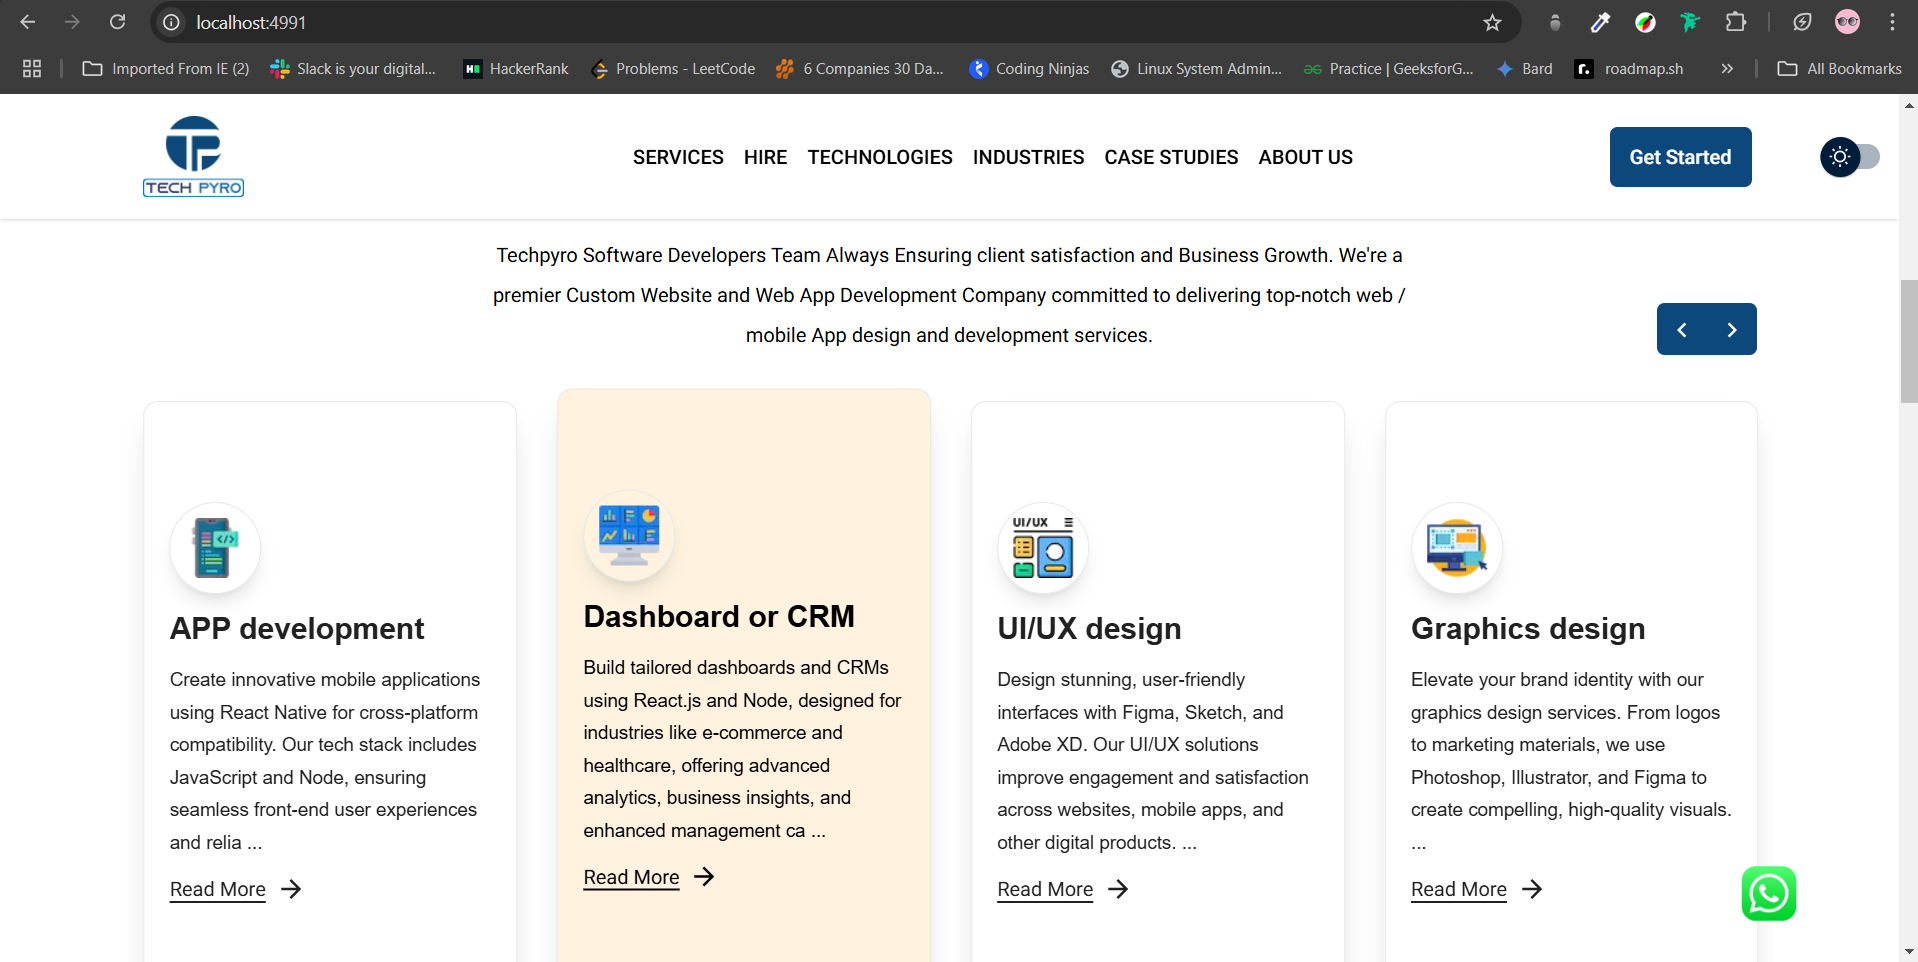 localhost:4991
Imported From IE (2)
Slack is your digital...
HackerRank
Problems - LeetCode
6 Companies 30 Da...
Coding Ninjas
Linux System Admin...
Practice | GeeksforG...
Bard
roadmap.sh
All Bookmarks
TECH PYRO
SERVICES
HIRE
TECHNOLOGIES
INDUSTRIES
CASE STUDIES
ABOUT US
Get Started
Techpyro Software Developers Team Always Ensuring client satisfaction and Business Growth. We're a
premier Custom Website and Web App Development Company committed to delivering top-notch web /
mobile App design and development services.
APP development
Create innovative mobile applications
using React Native for cross-platform
compatibility. Our tech stack includes
JavaScript and Node, ensuring
seamless front-end user experiences
and relia ...
Read More
Dashboard or CRM
Build tailored dashboards and CRMs
using React.js and Node, designed for
industries like e-commerce and
healthcare, offering advanced
analytics, business insights, and
enhanced management ca ...
Read More
UI/UX
UI/UX design
Design stunning, user-friendly
interfaces with Figma, Sketch, and
Adobe XD. Our UI/UX solutions
improve engagement and satisfaction
across websites, mobile apps, and
other digital products. ...
Read More
Graphics design
Elevate your brand identity with our
graphics design services. From logos
to marketing materials, we use
Photoshop, Illustrator, and Figma to
create compelling, high-quality visuals.
...
Read More